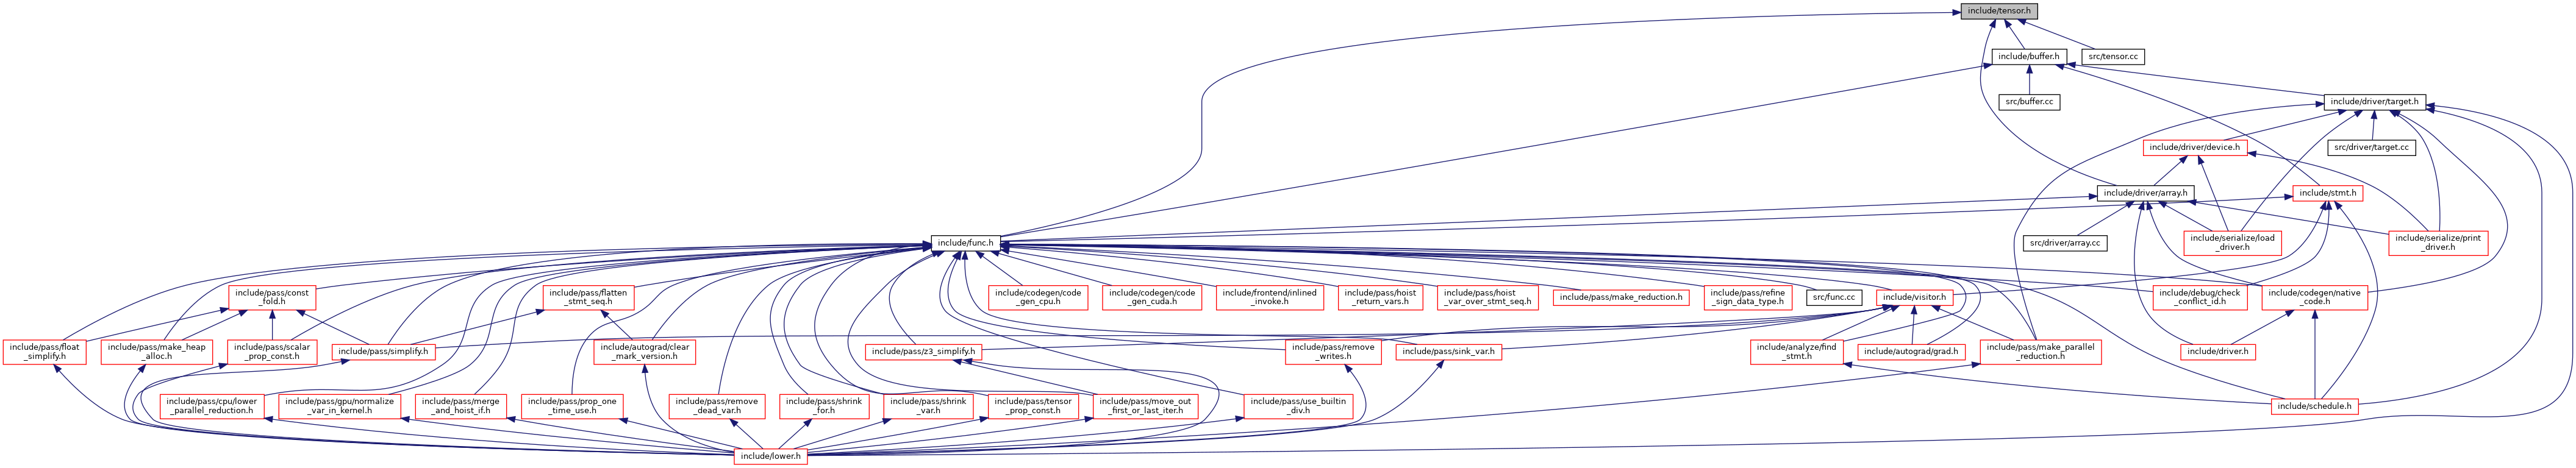 include/tensor.h
include/buffer.h
src/tensor.cc
src/buffer.cc
include/driver/target.h
include/driver/device.h
src/driver/target.cc
include/driver/array.h
include/stmt.h
include/func.h
src/driver/array.cc
include/serialize/load
_driver.h
include/serialize/print
_driver.h
include/pass/const
_fold.h
include/pass/flatten
_stmt_seq.h
include/codegen/code
_gen_cpu.h
include/codegen/code
_gen_cuda.h
include/frontend/inlined
_invoke.h
include/pass/hoist
_return_vars.h
include/pass/hoist
_var_over_stmt_seq.h
include/pass/make_reduction.h
include/pass/refine
_sign_data_type.h
src/func.cc
include/visitor.h
include/debug/check
_conflict_id.h
include/codegen/native
_code.h
include/pass/float
_simplify.h
include/pass/make_heap
_alloc.h
include/pass/scalar
_prop_const.h
include/pass/simplify.h
include/autograd/clear
_mark_version.h
include/pass/z3_simplify.h
include/pass/remove
_writes.h
include/pass/sink_var.h
include/analyze/find
_stmt.h
include/autograd/grad.h
include/pass/make_parallel
_reduction.h
include/driver.h
include/pass/cpu/lower
_parallel_reduction.h
include/pass/gpu/normalize
_var_in_kernel.h
include/pass/merge
_and_hoist_if.h
include/pass/prop_one
_time_use.h
include/pass/remove
_dead_var.h
include/pass/shrink
_for.h
include/pass/shrink
_var.h
include/pass/tensor
_prop_const.h
include/pass/move_out
_first_or_last_iter.h
include/pass/use_builtin
_div.h
include/schedule.h
include/lower.h